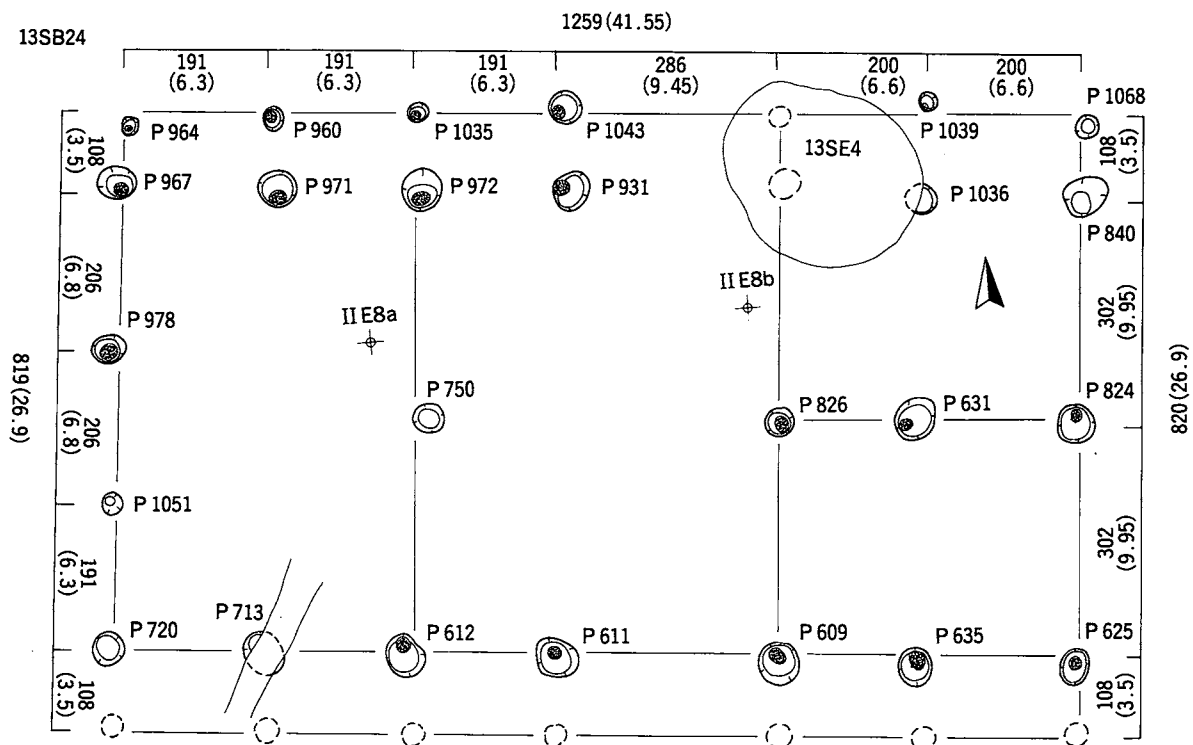 1259(41.55)
13SB24
191 191 191 286 200 200
(6.3) (6.3) (6.3) (9.45) (6.6) (6.6)
P 1068
P 964 P 960 P 1035 P 1043 P 1039
108
(3.5)
108
(3.5)
13SE4
P 967 P 971 P 972 P 931 P 1036
P 840
206
(6.8)
II E8b
302
(9.95)
II E8a
P 978
819(26.9)
820(26.9)
P 750 P 826 P 631 P 824
206
(6.8)
P 1051
302
(9.95)
191
(6.3)
P 720 P 713 P 612 P 611 P 609 P 635 P 625
108
(3.5)
108
(3.5)